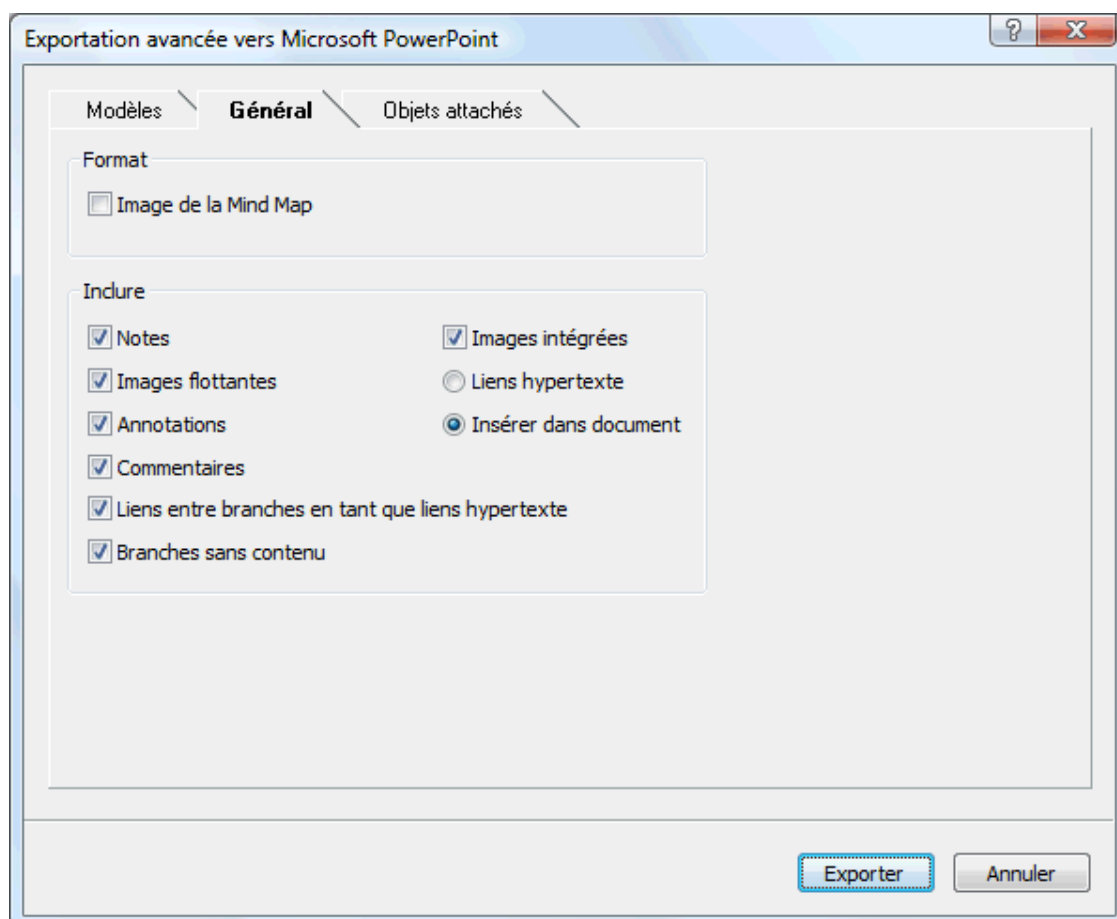 Exportation avancée vers Microsoft PowerPoint
Modèles Général Objets attachés
Format
Image de la Mind Map
Inclure
Notes Images intégrées
Images flottantes Liens hypertexte
Annotations Insérer dans document
Commentaires
Liens entre branches en tant que liens hypertexte
Branches sans contenu
Exporter Annuler